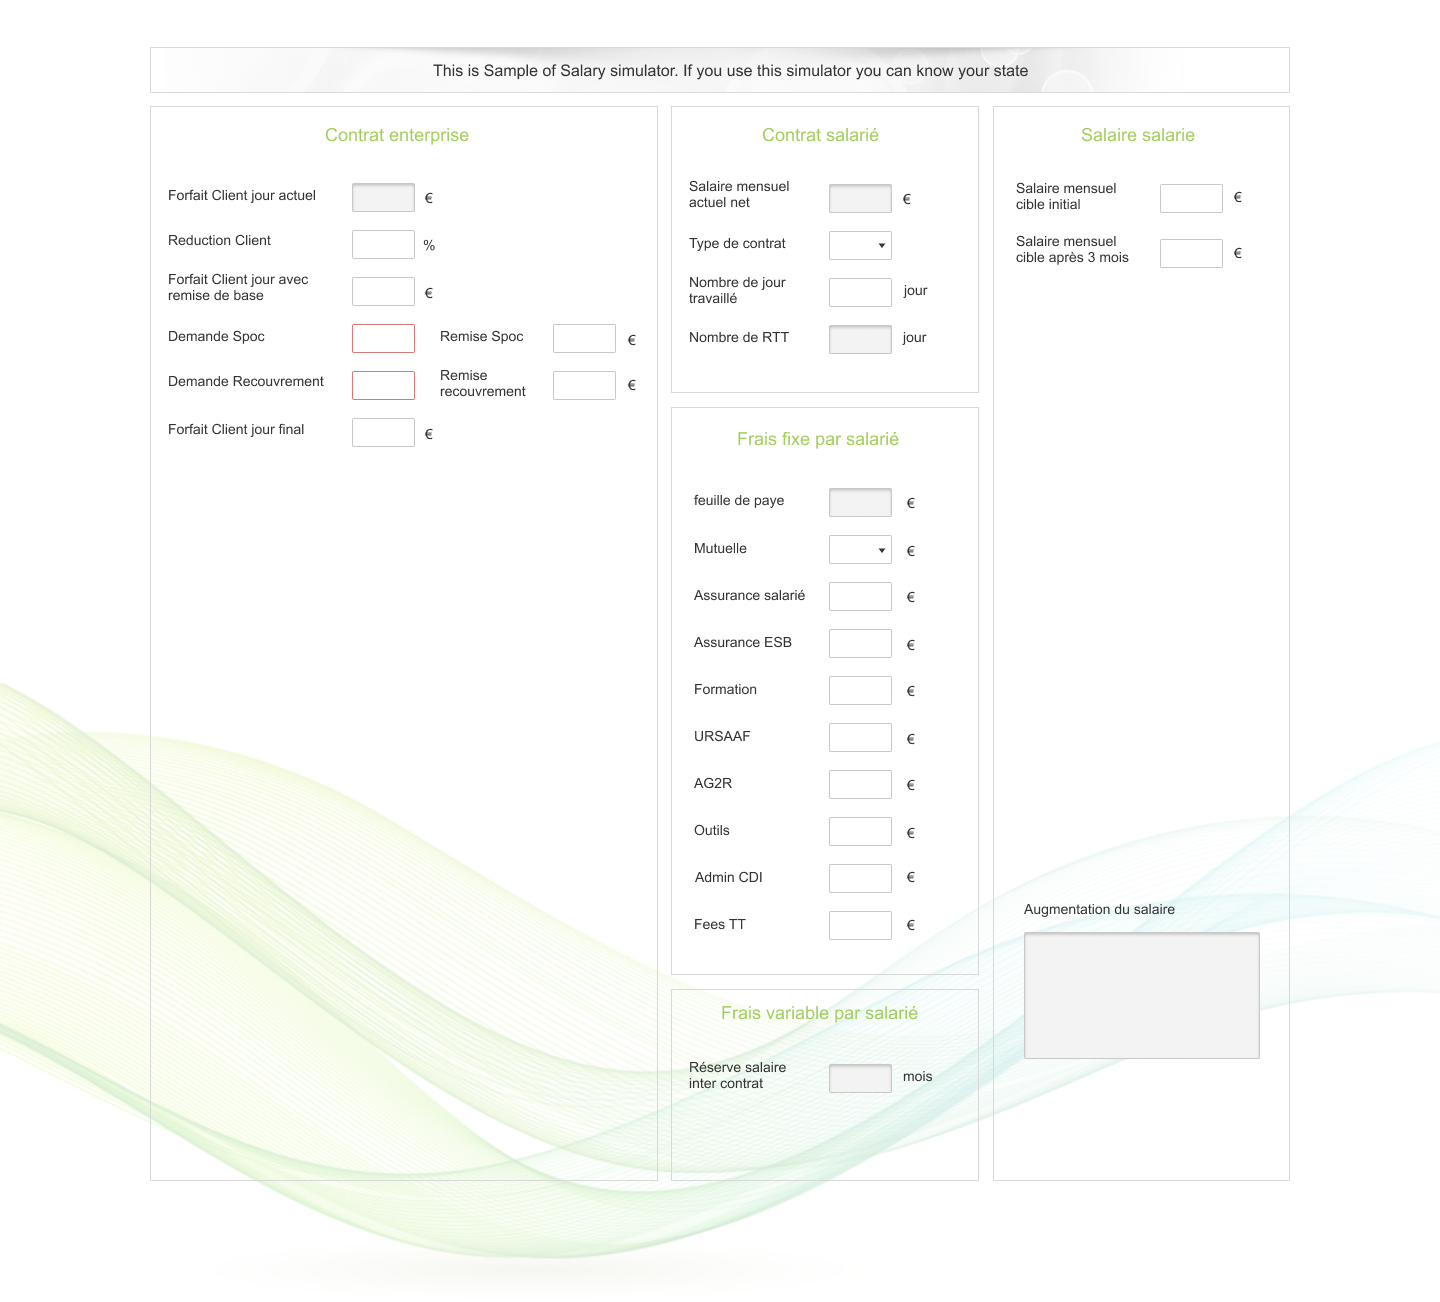 This is Sample of Salary simulator. If you use this simulator you can know your state
Contrat enterprise
Forfait Client jour actuel €
Reduction Client %
Forfait Client jour avec
remise de base €
Demande Spoc Remise Spoc €
Demande Recouvrement Remise
recouvrement €
Forfait Client jour final €
Contrat salarié
Salaire mensuel
actuel net €
Type de contrat
Nombre de jour
travaillé jour
Nombre de RTT jour
Frais fixe par salarié
feuille de paye €
Mutuelle €
Assurance salarié €
Assurance ESB €
Formation €
URSAAF €
AG2R €
Outils €
Admin CDI €
Fees TT €
Frais variable par salarié
Réserve salaire
inter contrat mois
Salaire salarie
Salaire mensuel
cible initial €
Salaire mensuel
cible après 3 mois €
Augmentation du salaire